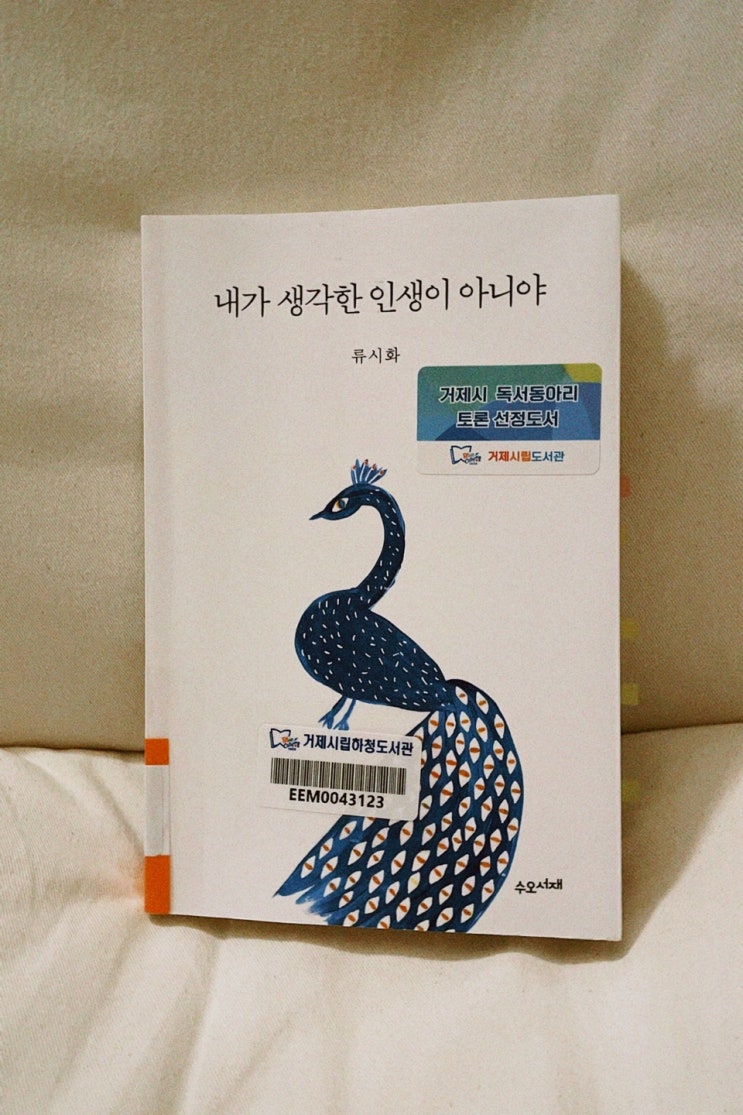 내가 생각한 인생이 아니야
류시화
거제시 독서동아리
토론 선정도서
거제시립도서관
거제시립하청도서관
EEM0043123
수오서재